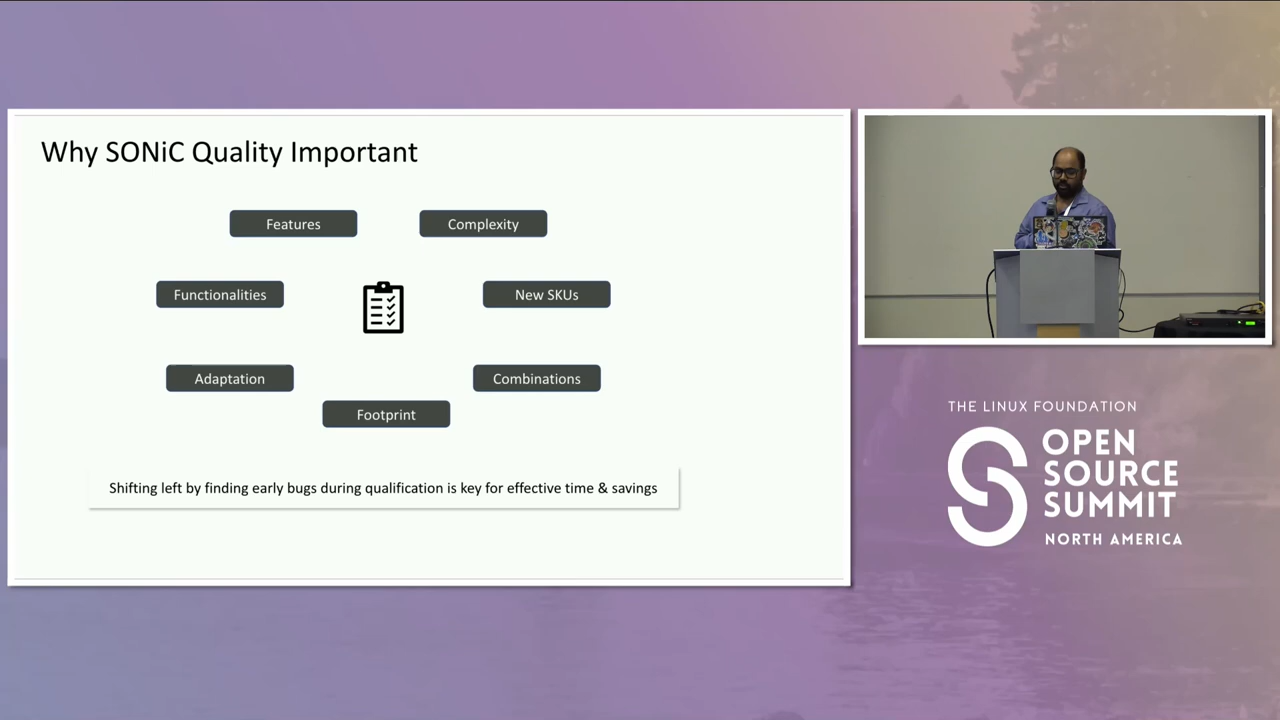 Why SONiC Quality Important
Features
Complexity
Functionalities
New SKUs
Adaptation
Combinations
Footprint
Shifting left by finding early bugs during qualification is key for effective time & savings
THE LINUX FOUNDATION
OPEN
SOURCE
SUMMIT
NORTH AMERICA